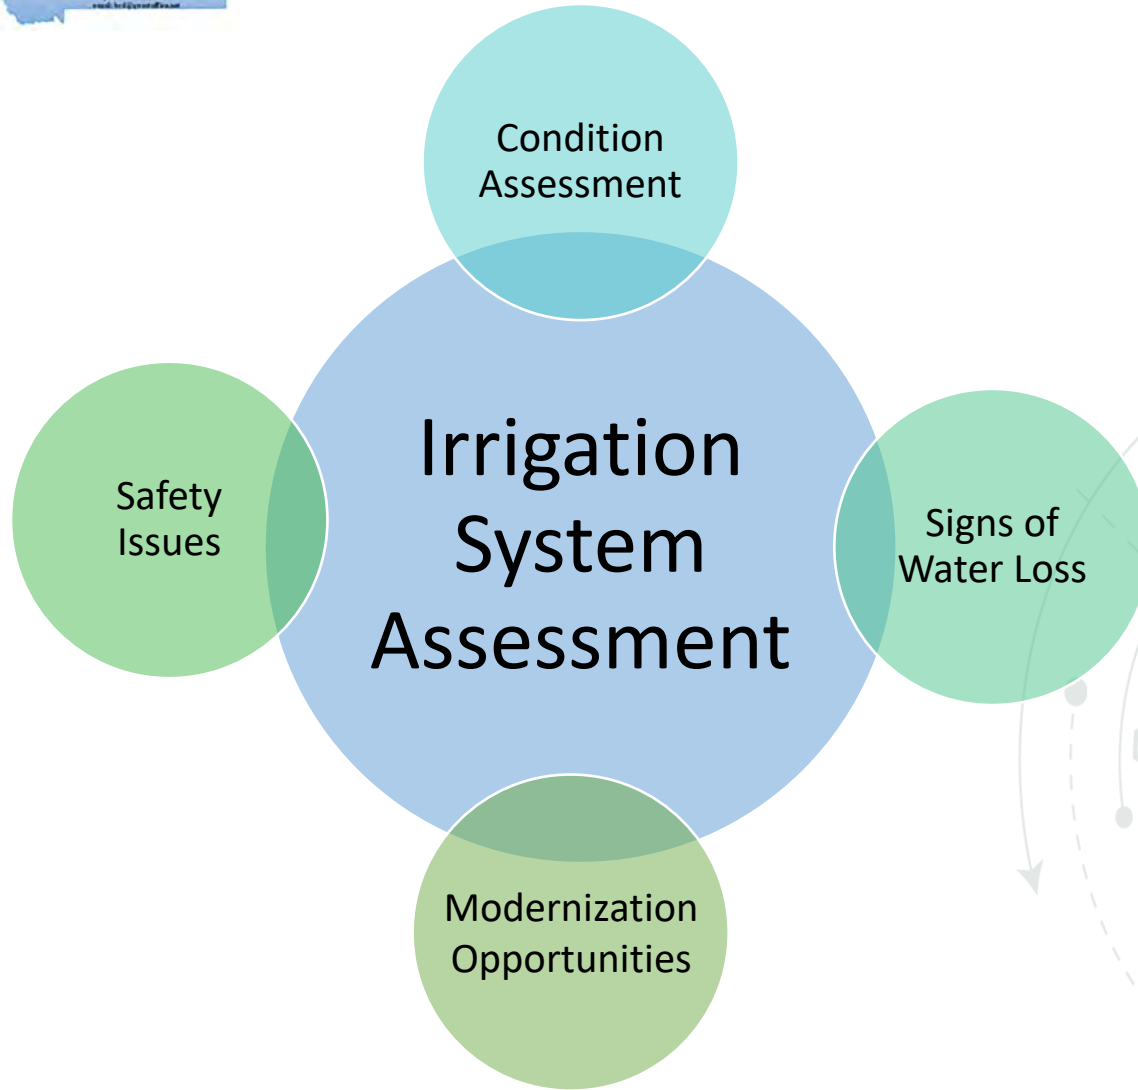 Condition
Assessment
Irrigation
System
Assessment
Safety
Issues
Signs of
Water Loss
Modernization
Opportunities